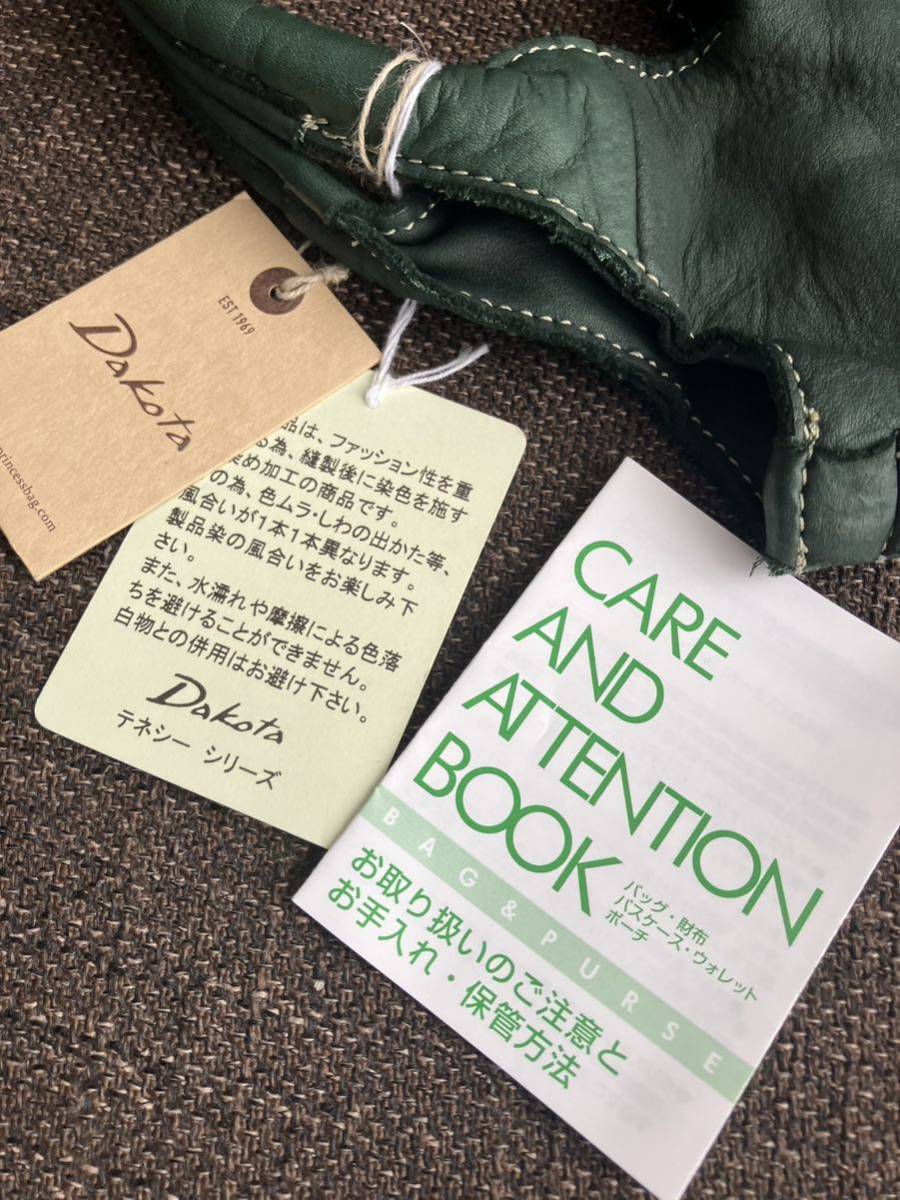 EST 1969
Dakota
princessbag.com
品は、ファッション性を重
る為、縫製後に染色を施す
め加工の商品です。
の為、色ムラ・しわの出かた等、
風合いが1本1本異なります。
製品染の風合いをお楽しみ下
さい。
また、水濡れや摩擦による色落
ちを避けることができません。
白物との併用はお避け下さい。
Dakota
テネシー シリーズ
CARE
AND
ATTENTION
BOOK
バッグ・財布
パスケース・ウォレット
ポーチ
BAG & PURSE
お取り扱いのご注意と
お手入れ・保管方法